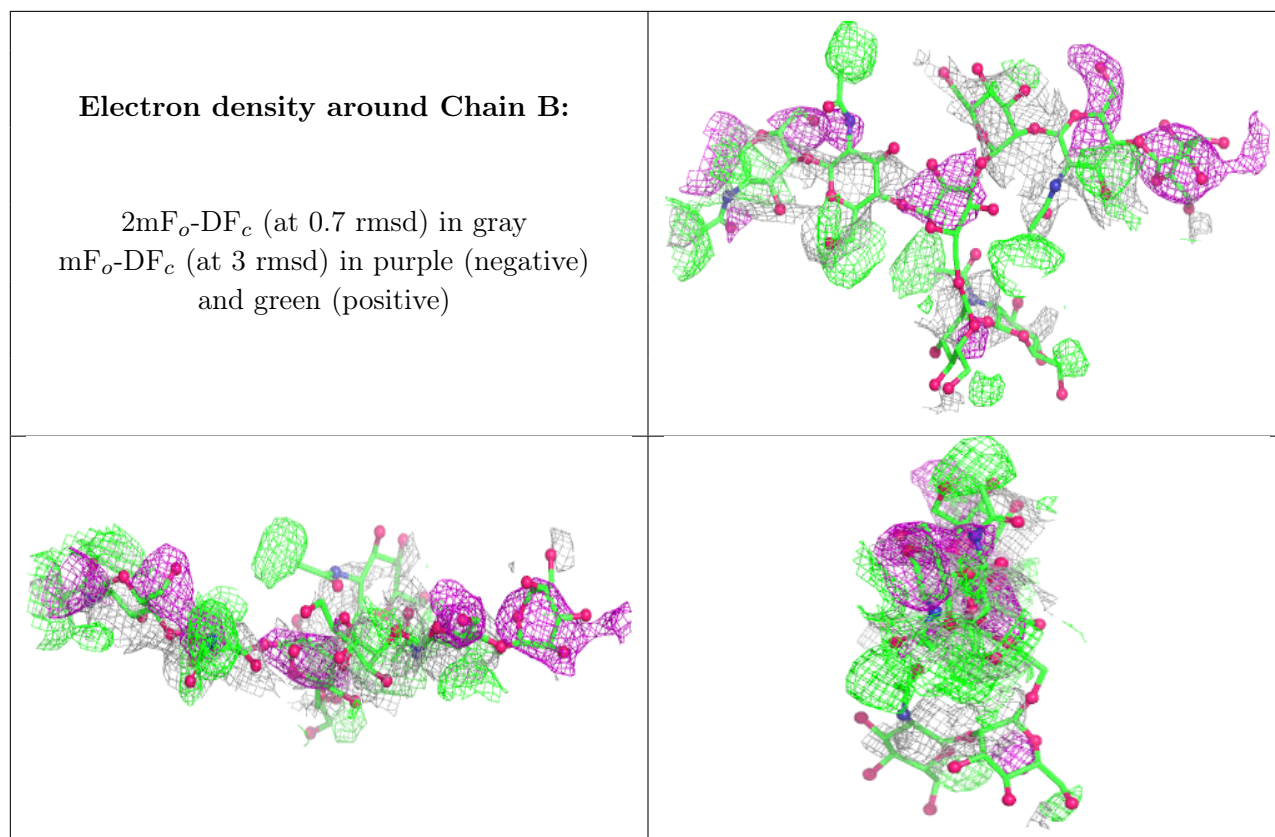 Electron density around Chain B:
2mFₒ-DF𝑐 (at 0.7 rmsd) in gray
mFₒ-DF𝑐 (at 3 rmsd) in purple (negative)
and green (positive)